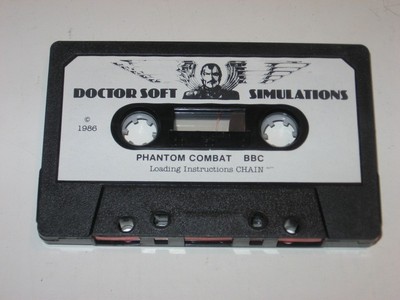 DOCTOR SOFT SIMULATIONS
©
1986
PHANTOM COMBAT BBC
Loading Instructions CHAIN ""